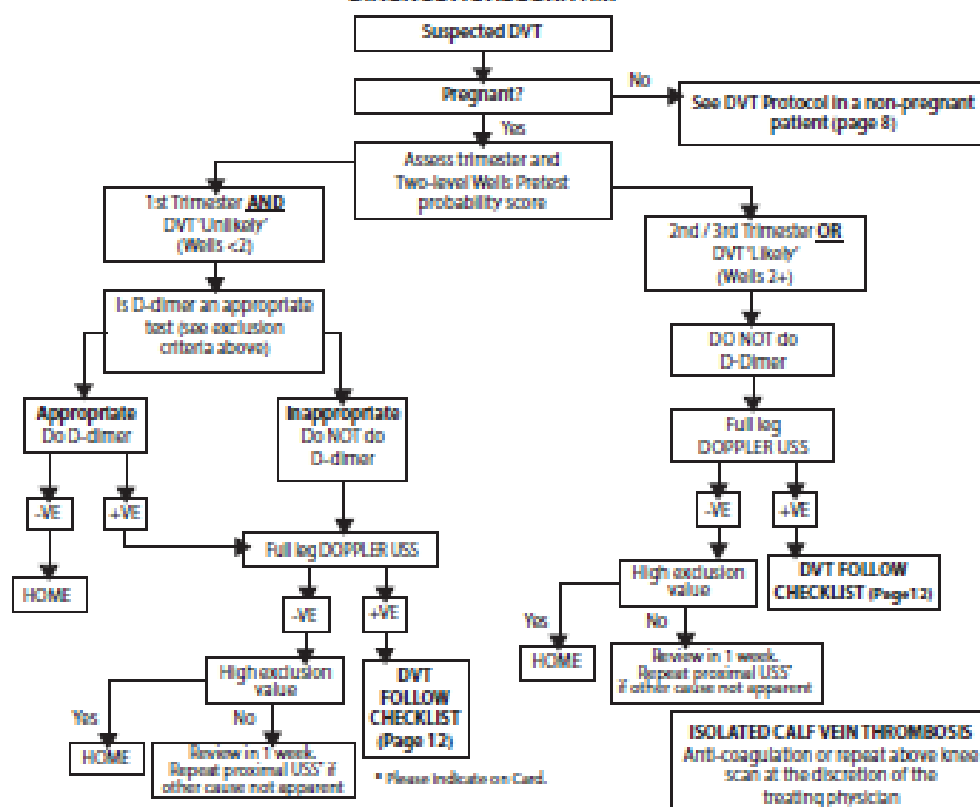 Suspected DVT
Pregnant?
No
See DVT Protocol in a non-pregnant
patient (page 8)
Yes
Assess trimester and
Two-level Wells Pretest
probability score
1st Trimester AND
DVT 'Unlikely'
(Wells <2)
2nd / 3rd Trimester OR
DVT 'Likely'
(Wells 2+)
Is D-dimer an appropriate
test (see exclusion
criteria above)
DO NOT do
D-Dimer
Appropriate
Do D-dimer
Inappropriate
Do NOT do
D-dimer
Full leg
DOPPLER USS
-VE
+VE
-VE
+VE
HOME
Full leg DOPPLER USS
High exclusion
value
DVT FOLLOW
CHECKLIST (Page12)
-VE
+VE
Yes
No
HOME
Review in 1 week.
Repeat proximal USS*
if other cause not apparent
High exclusion
value
DVT
FOLLOW
CHECKLIST
(Page 12)
Yes
No
HOME
Review in 1 week.
Repeat proximal USS* if
other cause not apparent
* Please Indicate on Card.
ISOLATED CALF VEIN THROMBOSIS
Anti-coagulation or repeat above knee
scan at the discretion of the
treating physician